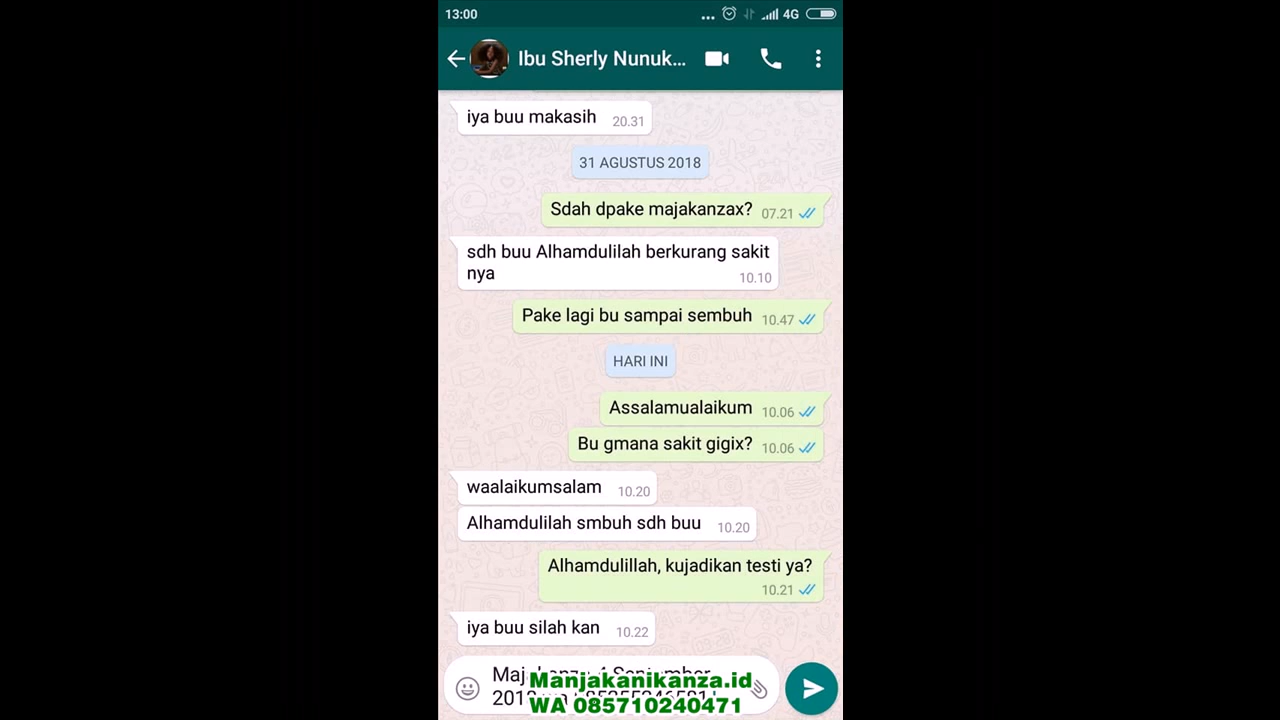 13:00
4G
Ibu Sherly Nunuk...
iya buu makasih 20.31
31 AGUSTUS 2018
Sdah dpake majakanzax? 07.21
sdh buu Alhamdulilah berkurang sakit
nya 10.10
Pake lagi bu sampai sembuh 10.47
HARI INI
Assalamualaikum 10.06
Bu gmana sakit gigix? 10.06
waalaikumsalam 10.20
Alhamdulilah smbuh sdh buu 10.20
Alhamdulillah, kujadikan testi ya?
10.21
iya buu silah kan 10.22
4 September
2018
Manjakanikanza.id
WA 085710240471